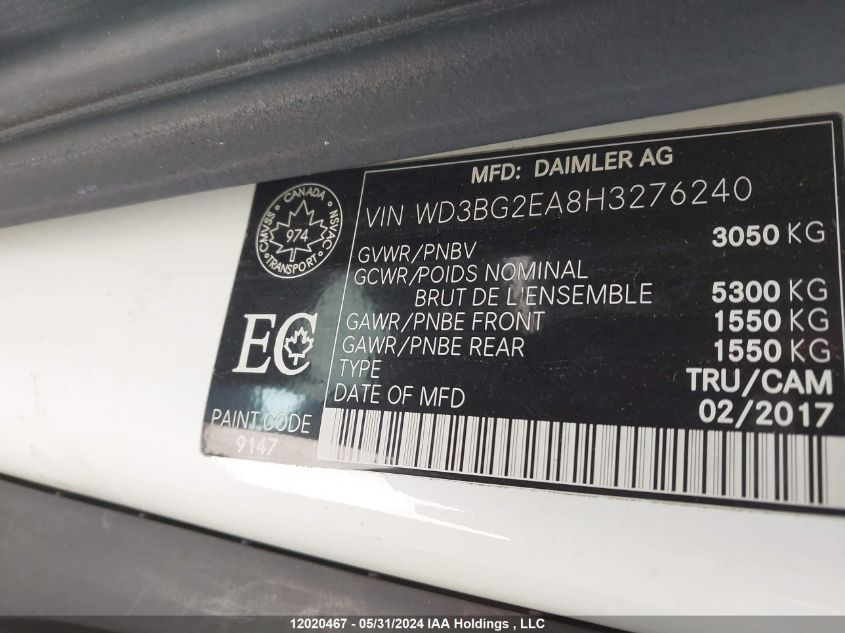 MFD: DAIMLER AG
VIN WD3BG2EA8H3276240
GVWR/PNBV 3050 KG
GCWR/POIDS NOMINAL
BRUT DE L'ENSEMBLE 5300 KG
GAWR/PNBE FRONT 1550 KG
GAWR/PNBE REAR 1550 KG
TYPE TRU/CAM
DATE OF MFD 02/2017
CANADA
CMVSS
NSVAC
974
TRANSPORT
EC
PAINT CODE
9147
12020467 - 05/31/2024 IAA Holdings , LLC